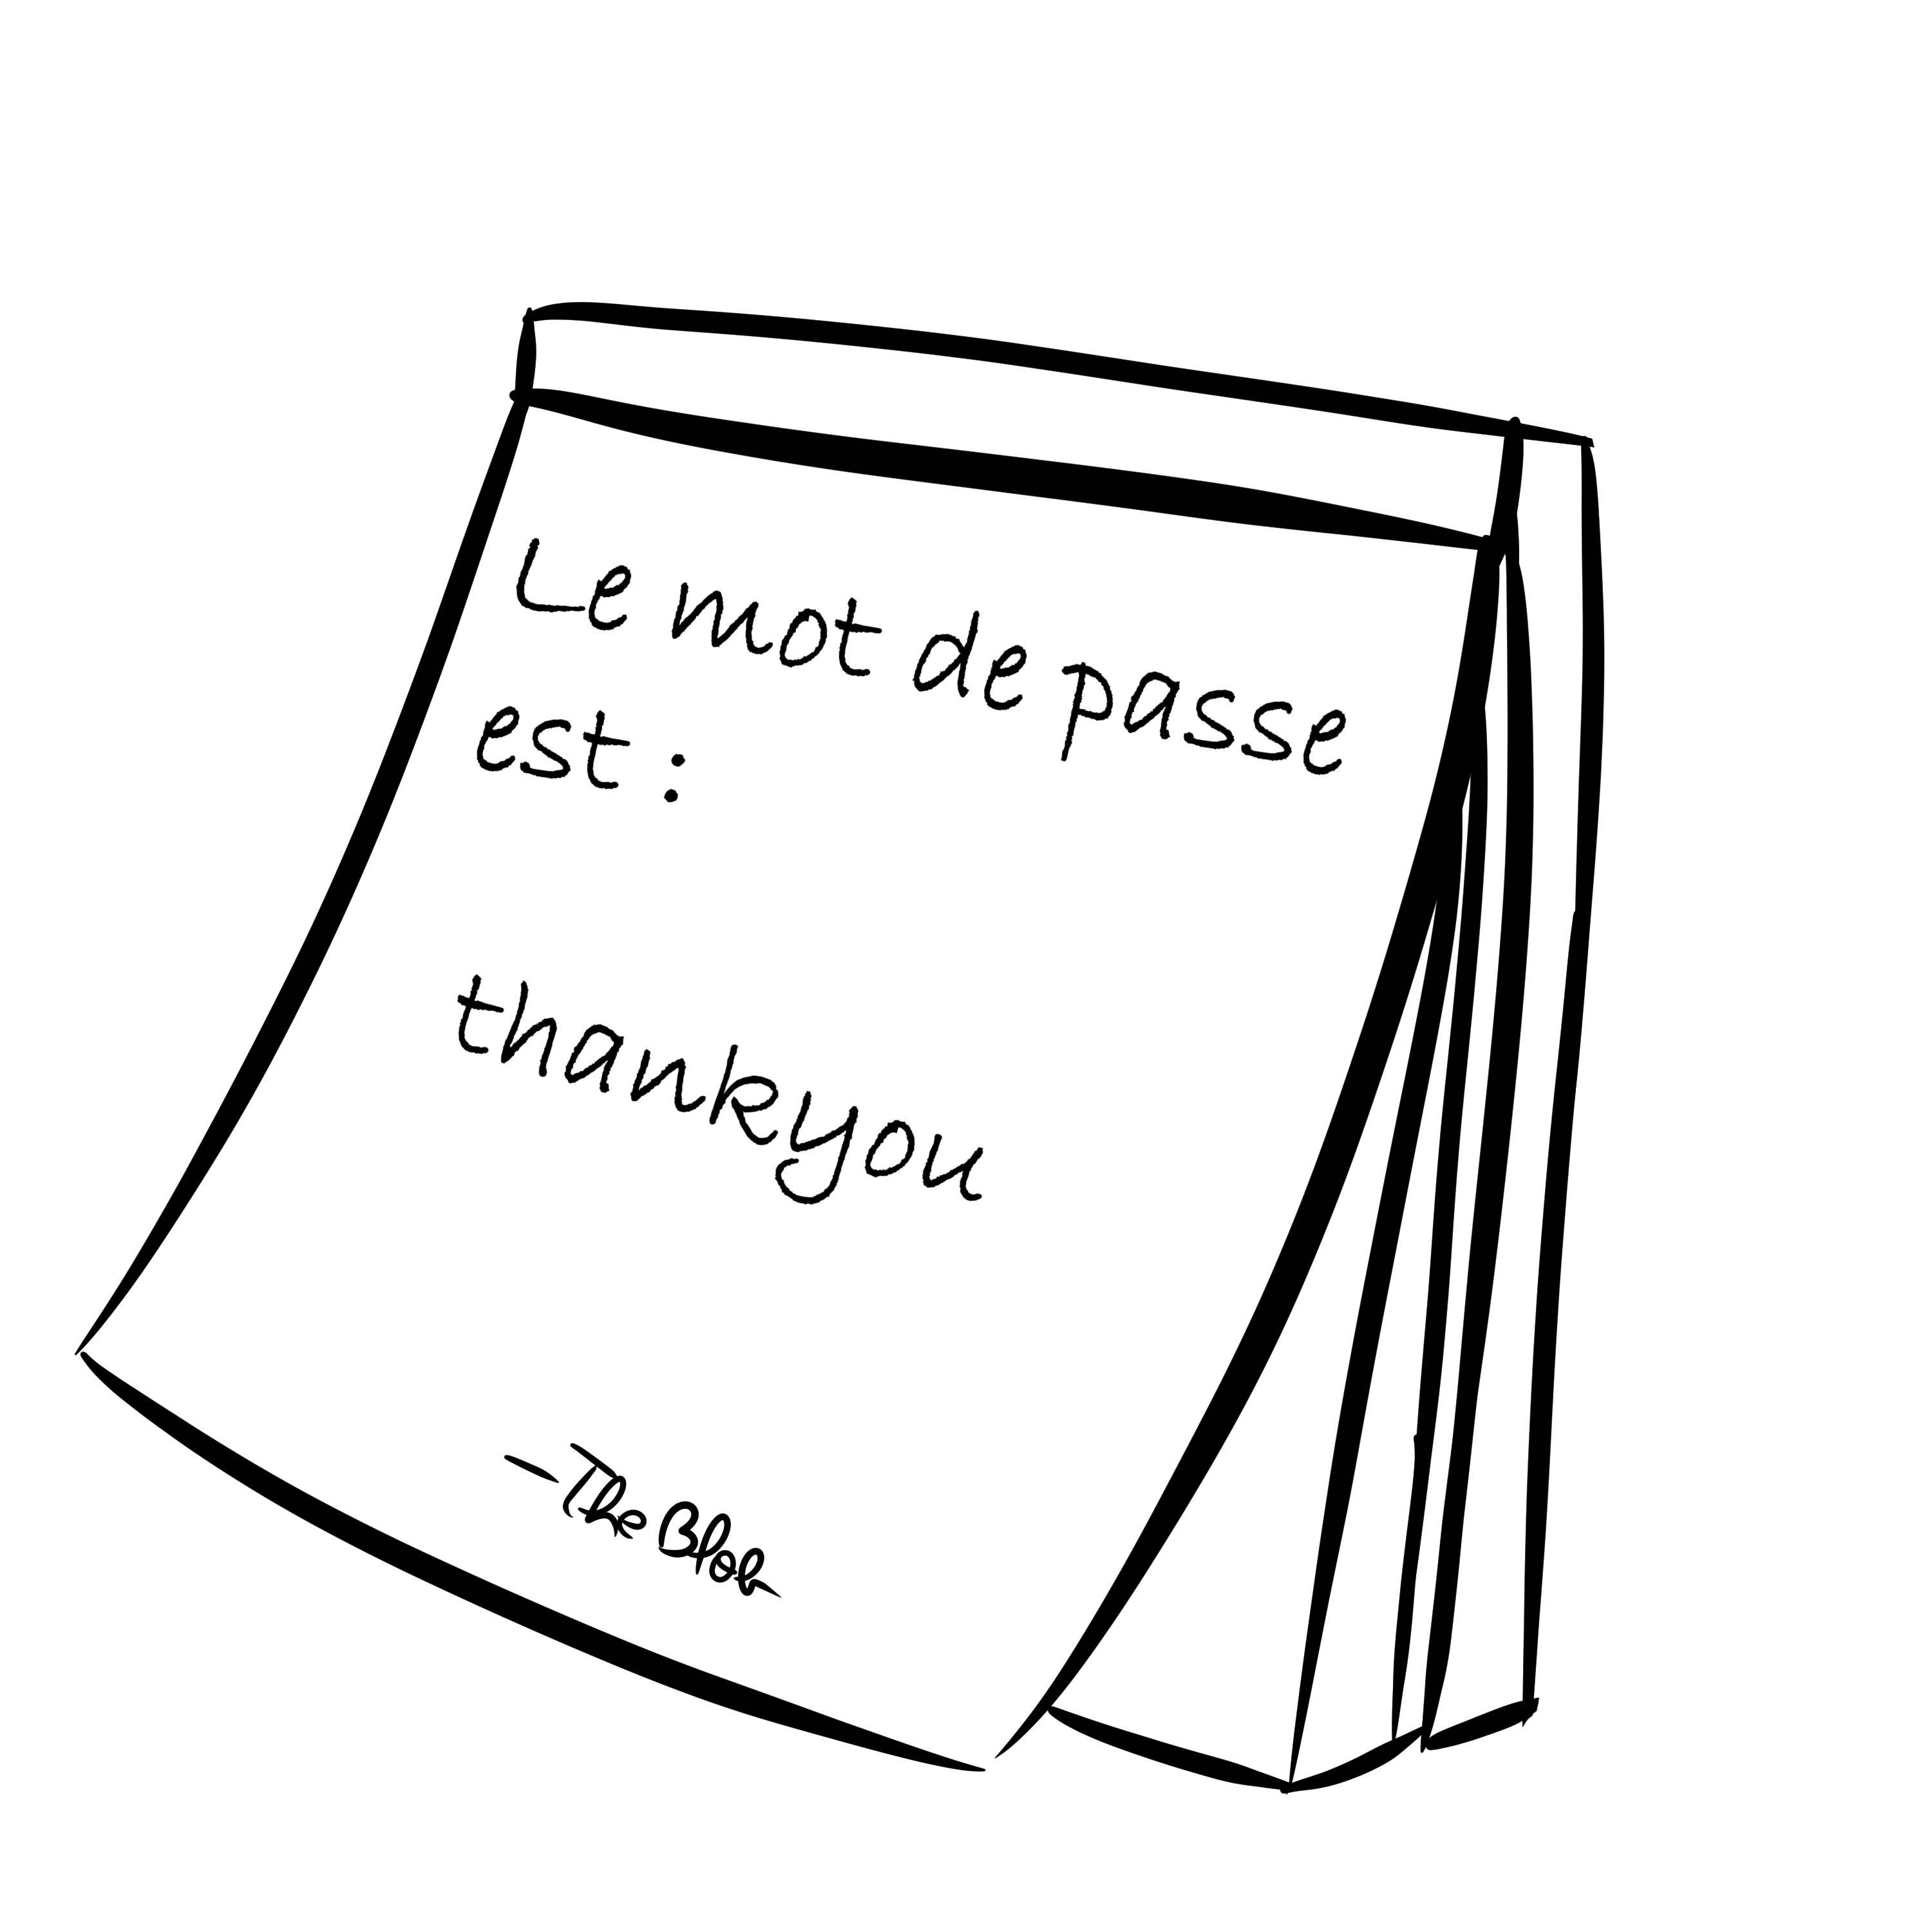 Le mot de passe
est :
thankyou
— The Blob